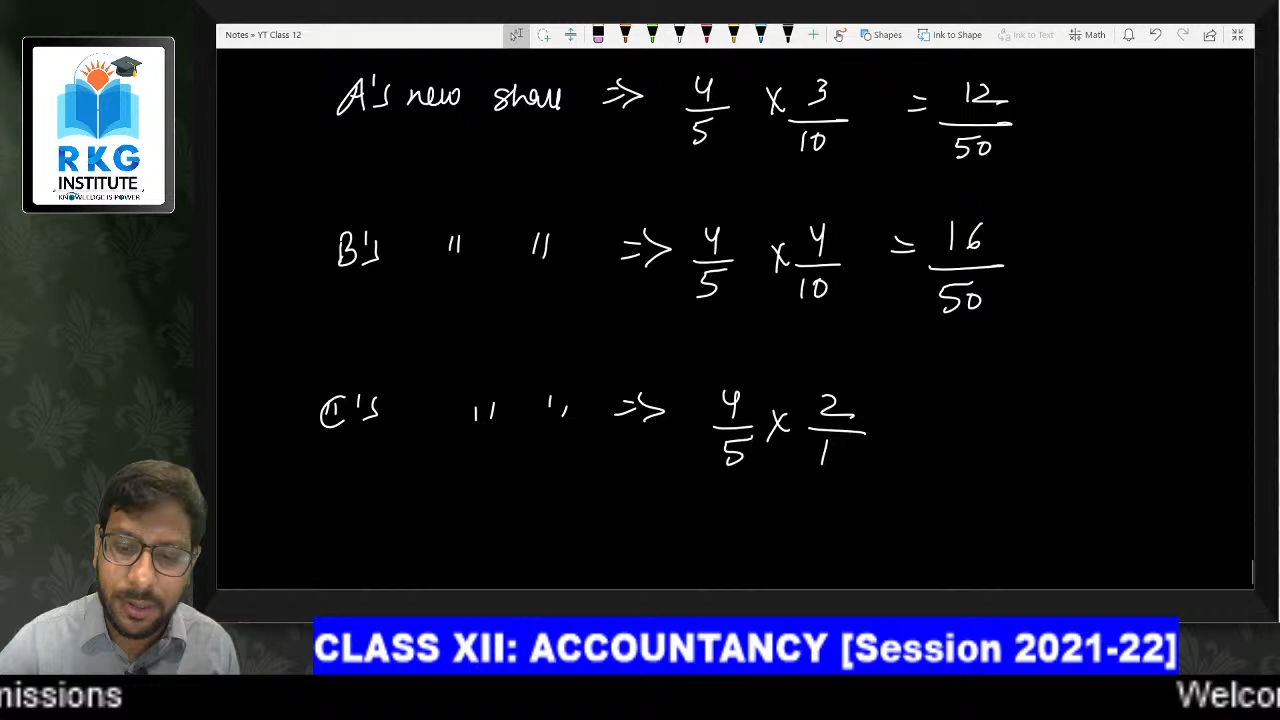 Notes » YT Class 12
Shapes
Ink to Shape
Ink to Text
Math
RKG
INSTITUTE
KNOWLEDGE IS POWER
A's new share => 4/5 x 3/10 = 12/50
B's " " => 4/5 x 4/10 = 16/50
C's " " => 4/5 x 2/1
CLASS XII: ACCOUNTANCY [Session 2021-22]
missions
Welco